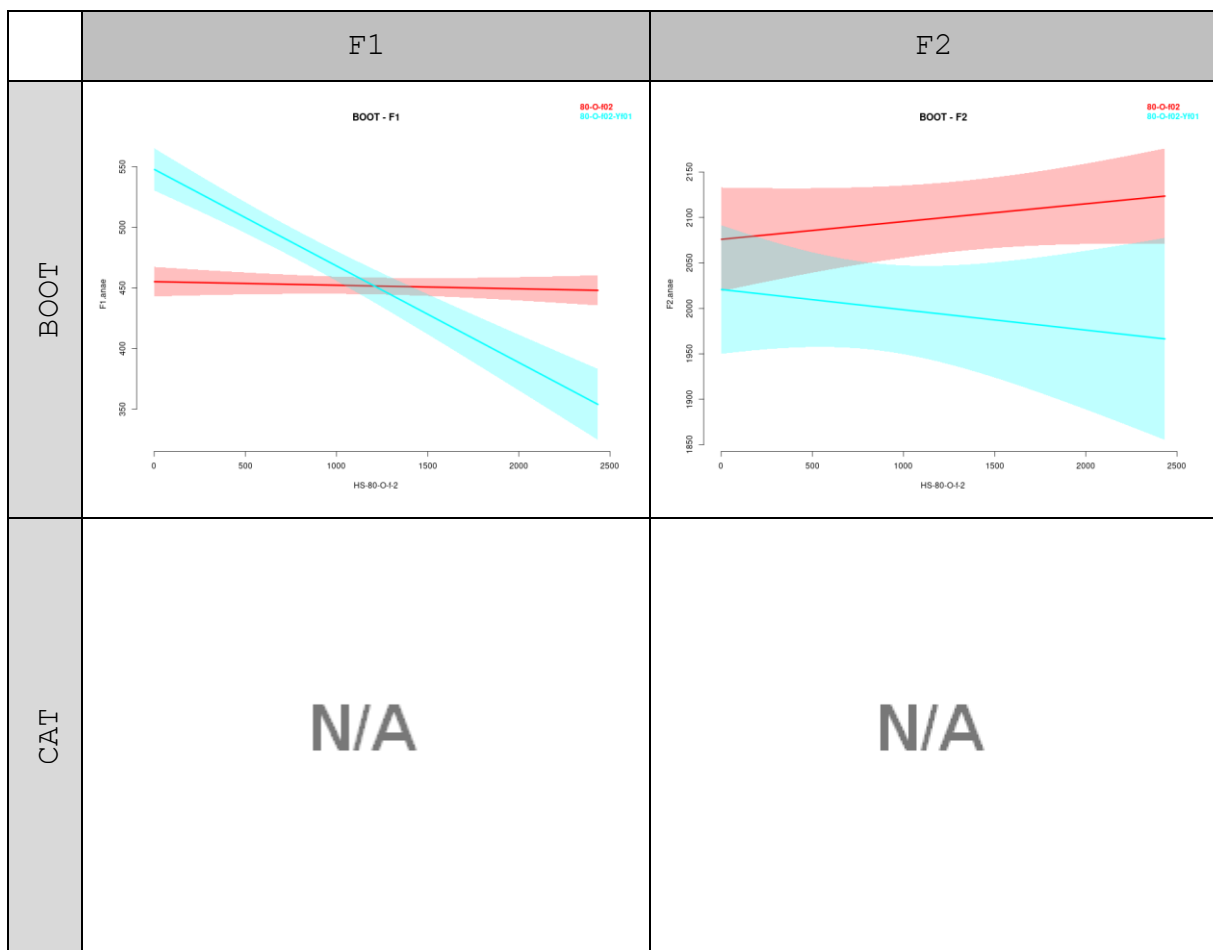 F1 F2
BOOT
BOOT - F1
80-O-f02
80-O-f02-Yf01
F1.anae
550
500
450
400
350
0 500 1000 1500 2000 2500
HS-80-O-f-2
BOOT - F2
80-O-f02
80-O-f02-Yf01
F2.anae
2150
2100
2050
2000
1950
1900
1850
0 500 1000 1500 2000 2500
HS-80-O-f-2
CAT
N/A N/A